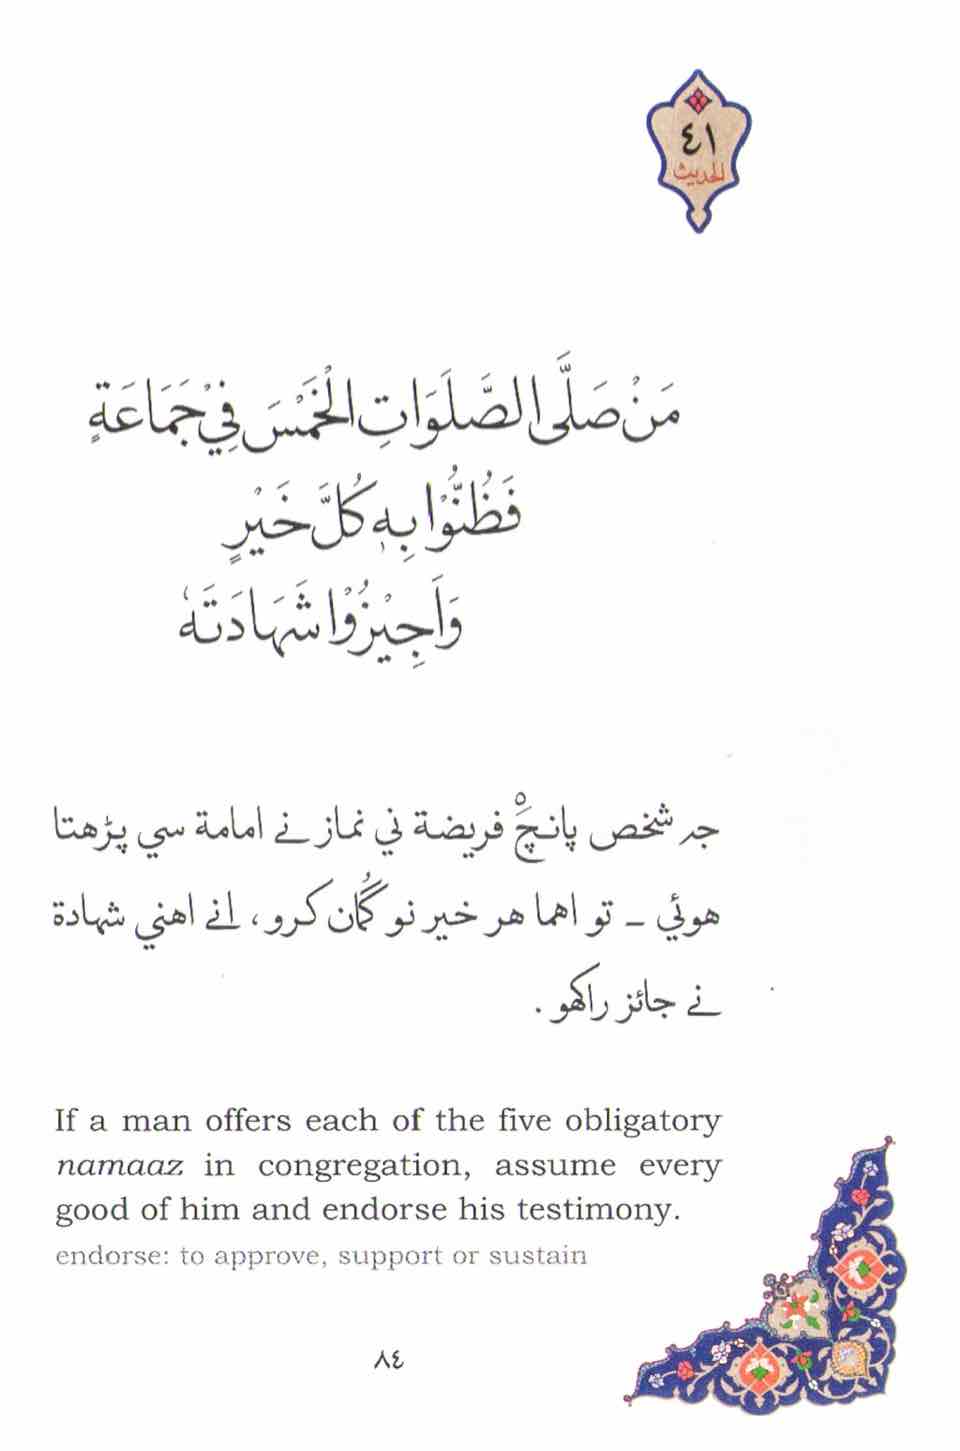 ٤١
الحديث
مَنْ صَلَّى الصَّلَوَاتِ الْخَمْسَ فِيْ جَمَاعَةٍ
فَظُنُّوْا بِهٖ كُلَّ خَيْرٍ
وَاَجِيْزُوْا شَهَادَتَهٗ
جہ شخص پانچْ فريضة ني نماز نے امامة سي پڑهتا
هوئي ـ تو اهما هر خير نو گُمان كرو، انے اهني شهادة
نے جائز راكهو .
If a man offers each of the five obligatory
namaaz in congregation, assume every
good of him and endorse his testimony.
endorse: to approve, support or sustain
٨٤